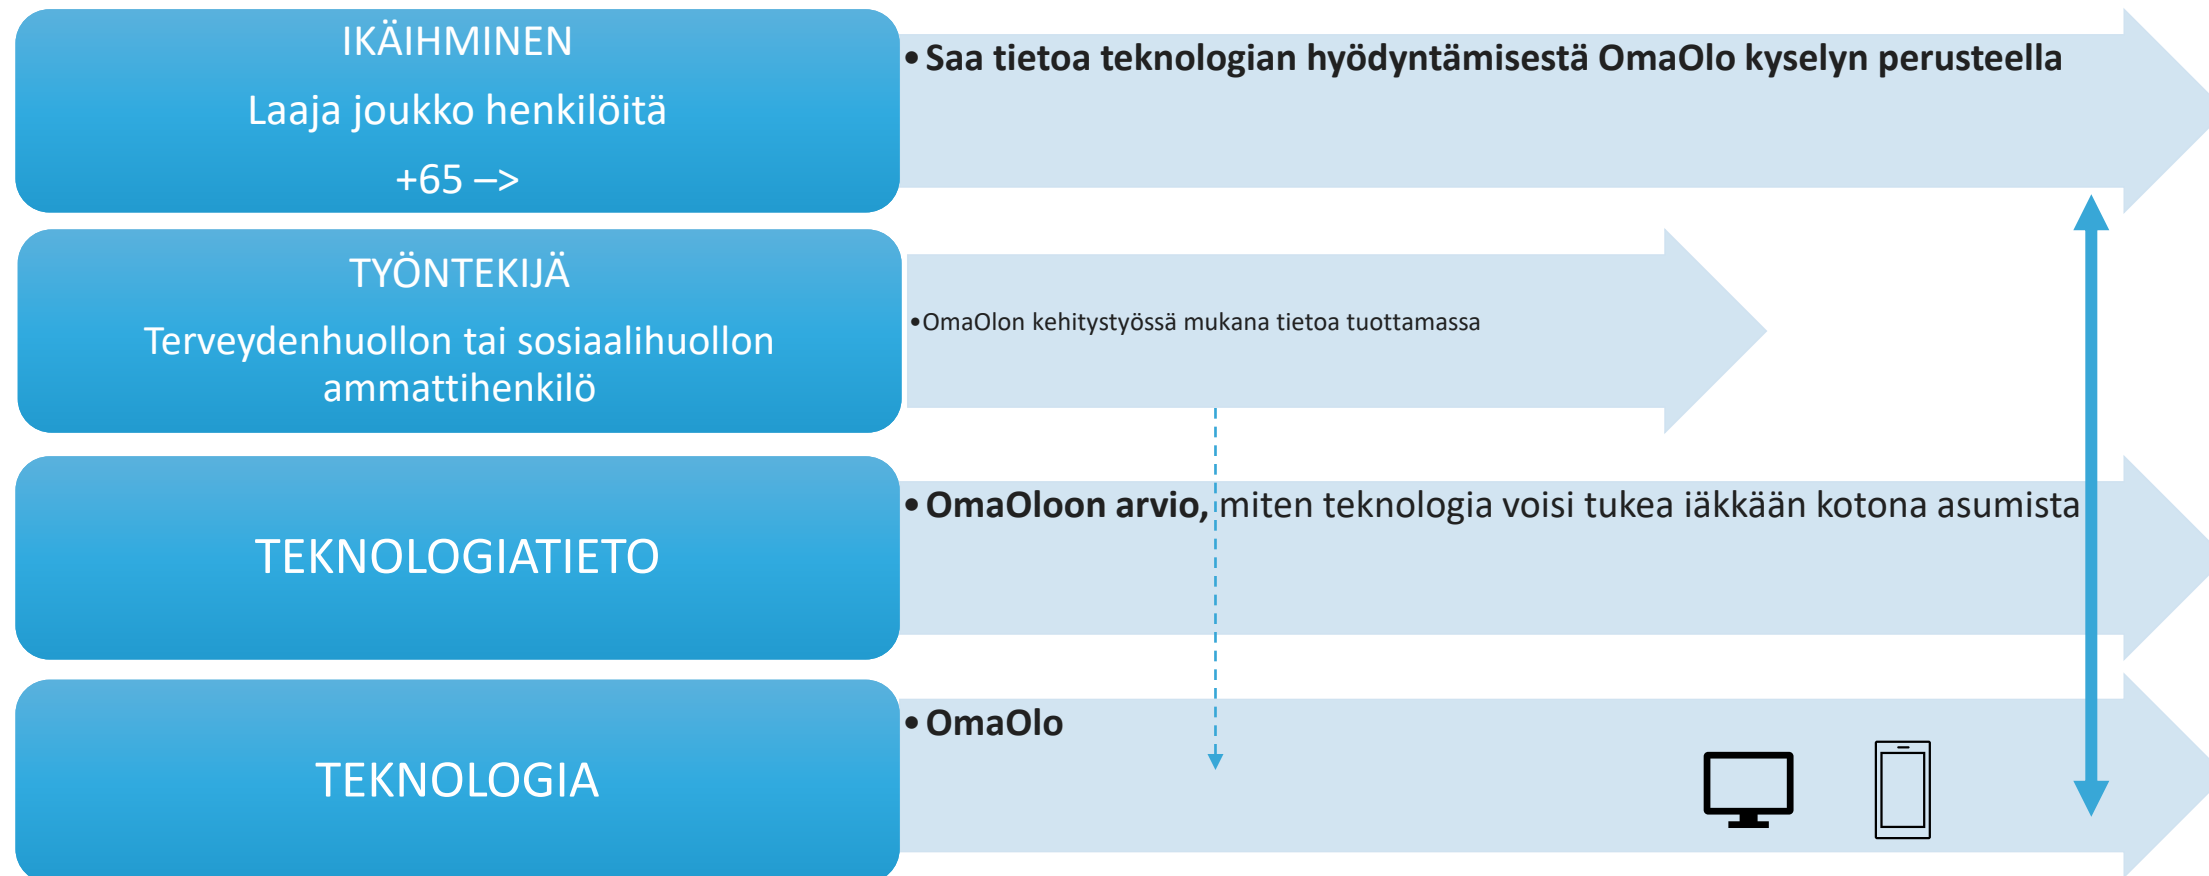 IKÄIHMINEN
Laaja joukko henkilöitä
+65 –>
• Saa tietoa teknologian hyödyntämisestä OmaOlo kyselyn perusteella
TYÖNTEKIJÄ
Terveydenhuollon tai sosiaalihuollon
ammattihenkilö
•OmaOlon kehitystyössä mukana tietoa tuottamassa
TEKNOLOGIATIETO
• OmaOloon arvio, miten teknologia voisi tukea iäkkään kotona asumista
TEKNOLOGIA
• OmaOlo